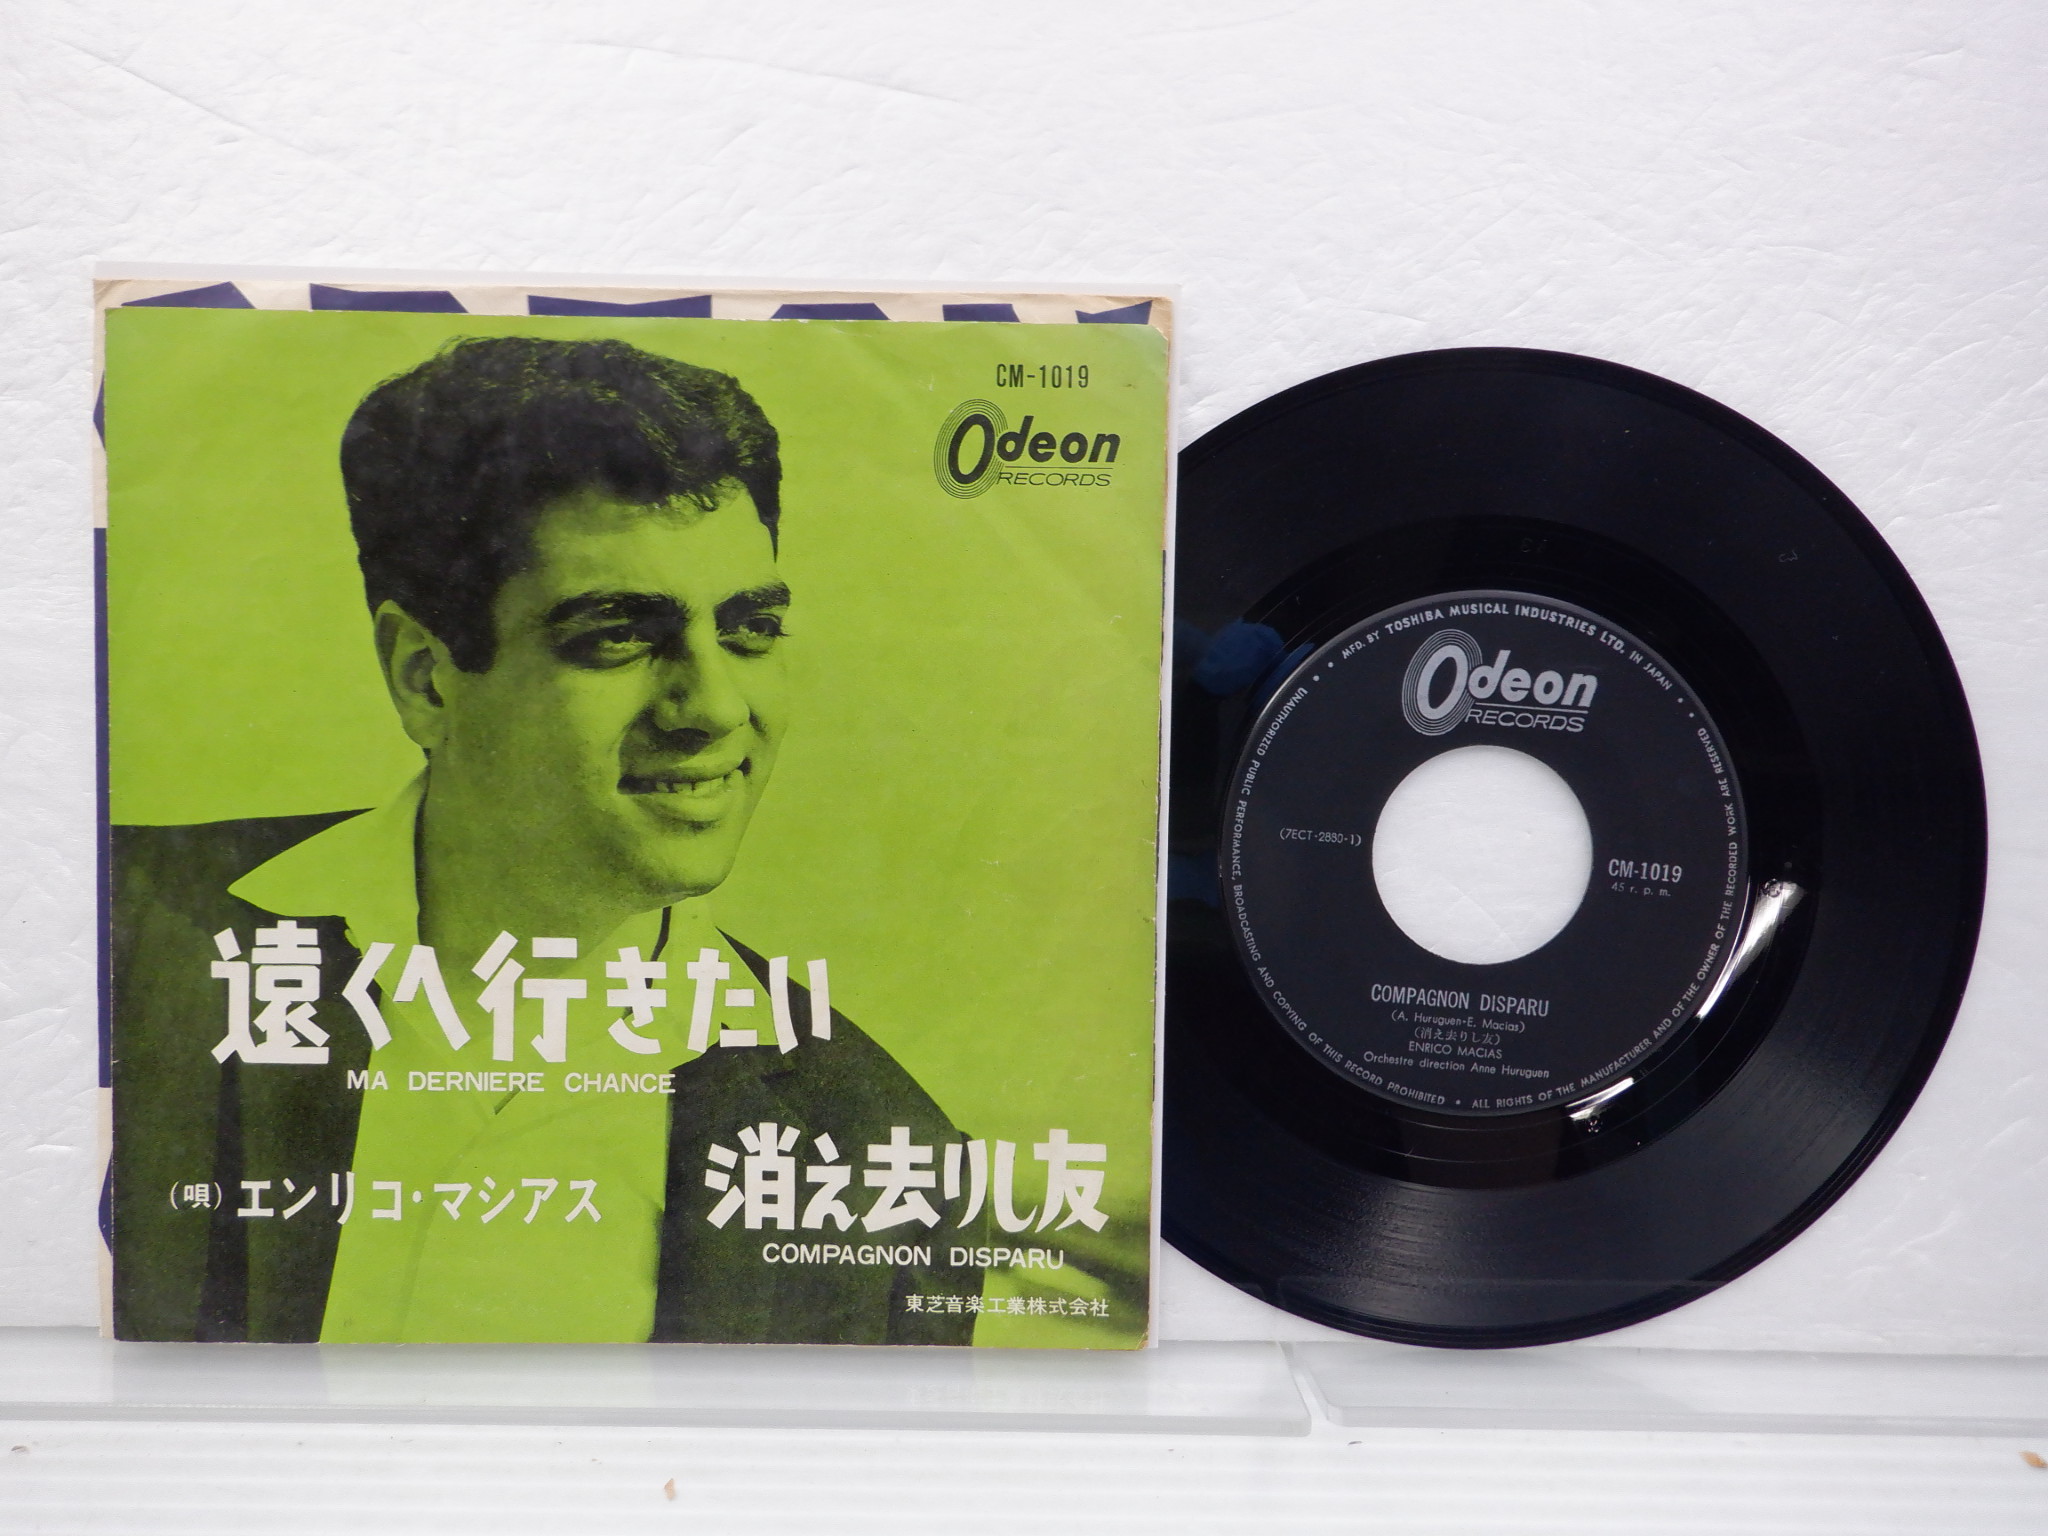 CM-1019
Odeon
RECORDS
遠くへ行きたい
MA DERNIERE CHANCE
(唄)エンリコ・マシアス
消え去りし友
COMPAGNON DISPARU
東芝音楽工業株式会社
MFD. BY TOSHIBA MUSICAL INDUSTRIES LTD. IN JAPAN
Odeon
RECORDS
(7ECT-2880-1)
CM-1019
45 r. p. m.
COMPAGNON DISPARU
(A. Huruguen-E. Macias)
(消え去りし友)
ENRICO MACIAS
Orchestre direction Anne Huruguen
UNAUTHORIZED PUBLIC PERFORMANCE, BROADCASTING AND COPYING OF THIS RECORD PROHIBITED • ALL RIGHTS OF THE MANUFACTURER AND OF THE OWNER OF THE RECORDED WORK ARE RESERVED